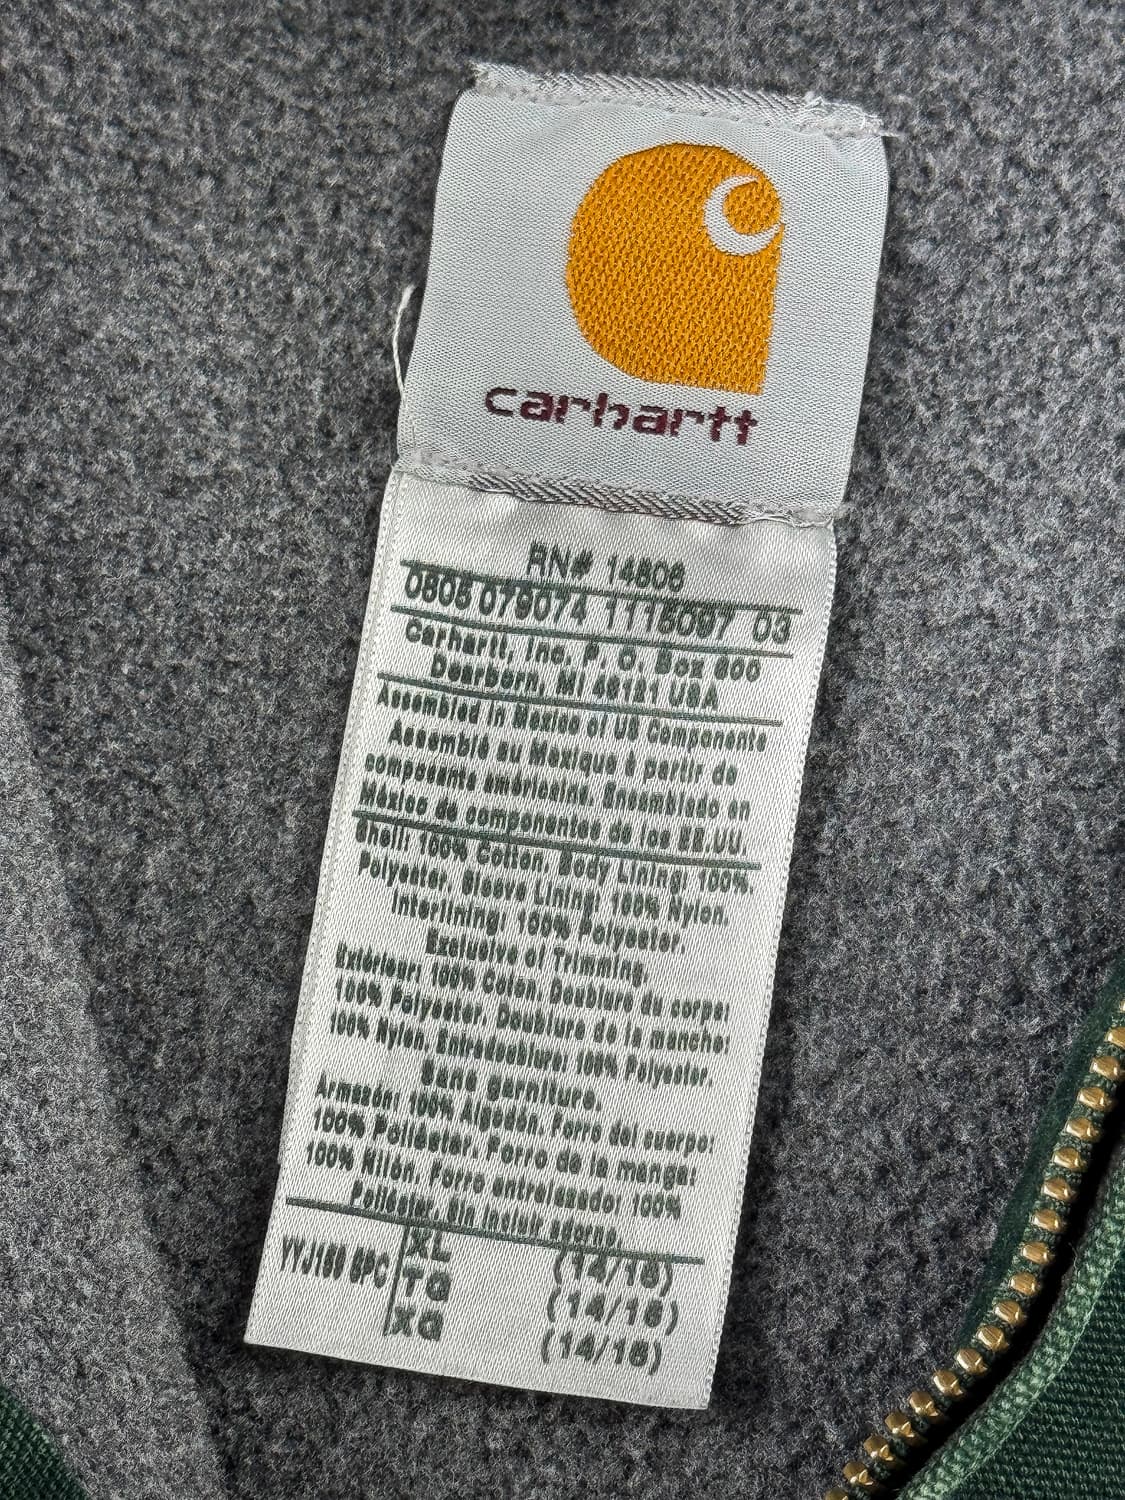 carhartt
RN# 14806
0805 079074 1115097 03
Carhartt, Inc. P. O. Box 600
Dearborn, MI 48121 USA
Assembled in Mexico of US Components
Assemblé au Mexique à partir de
composants américains. Ensamblado en
México de componentes de los EE.UU.
Shell: 100% Cotton. Body Lining: 100%
Polyester. Sleeve Lining: 100% Nylon.
Interlining: 100% Polyester.
Exclusive of Trimming.
Extérieur: 100% Coton. Doublure du corps:
100% Polyester. Doublure de la manche:
100% Nylon. Entredoublure: 100% Polyester.
Sans garniture.
Armazón: 100% Algodón. Forro del cuerpo:
100% Poliéster. Forro de la manga:
100% Nilón. Forro entrelazado: 100%
Poliester. Sin incluir adorno.
XL (14/16)
TG (14/16)
XG (14/16)